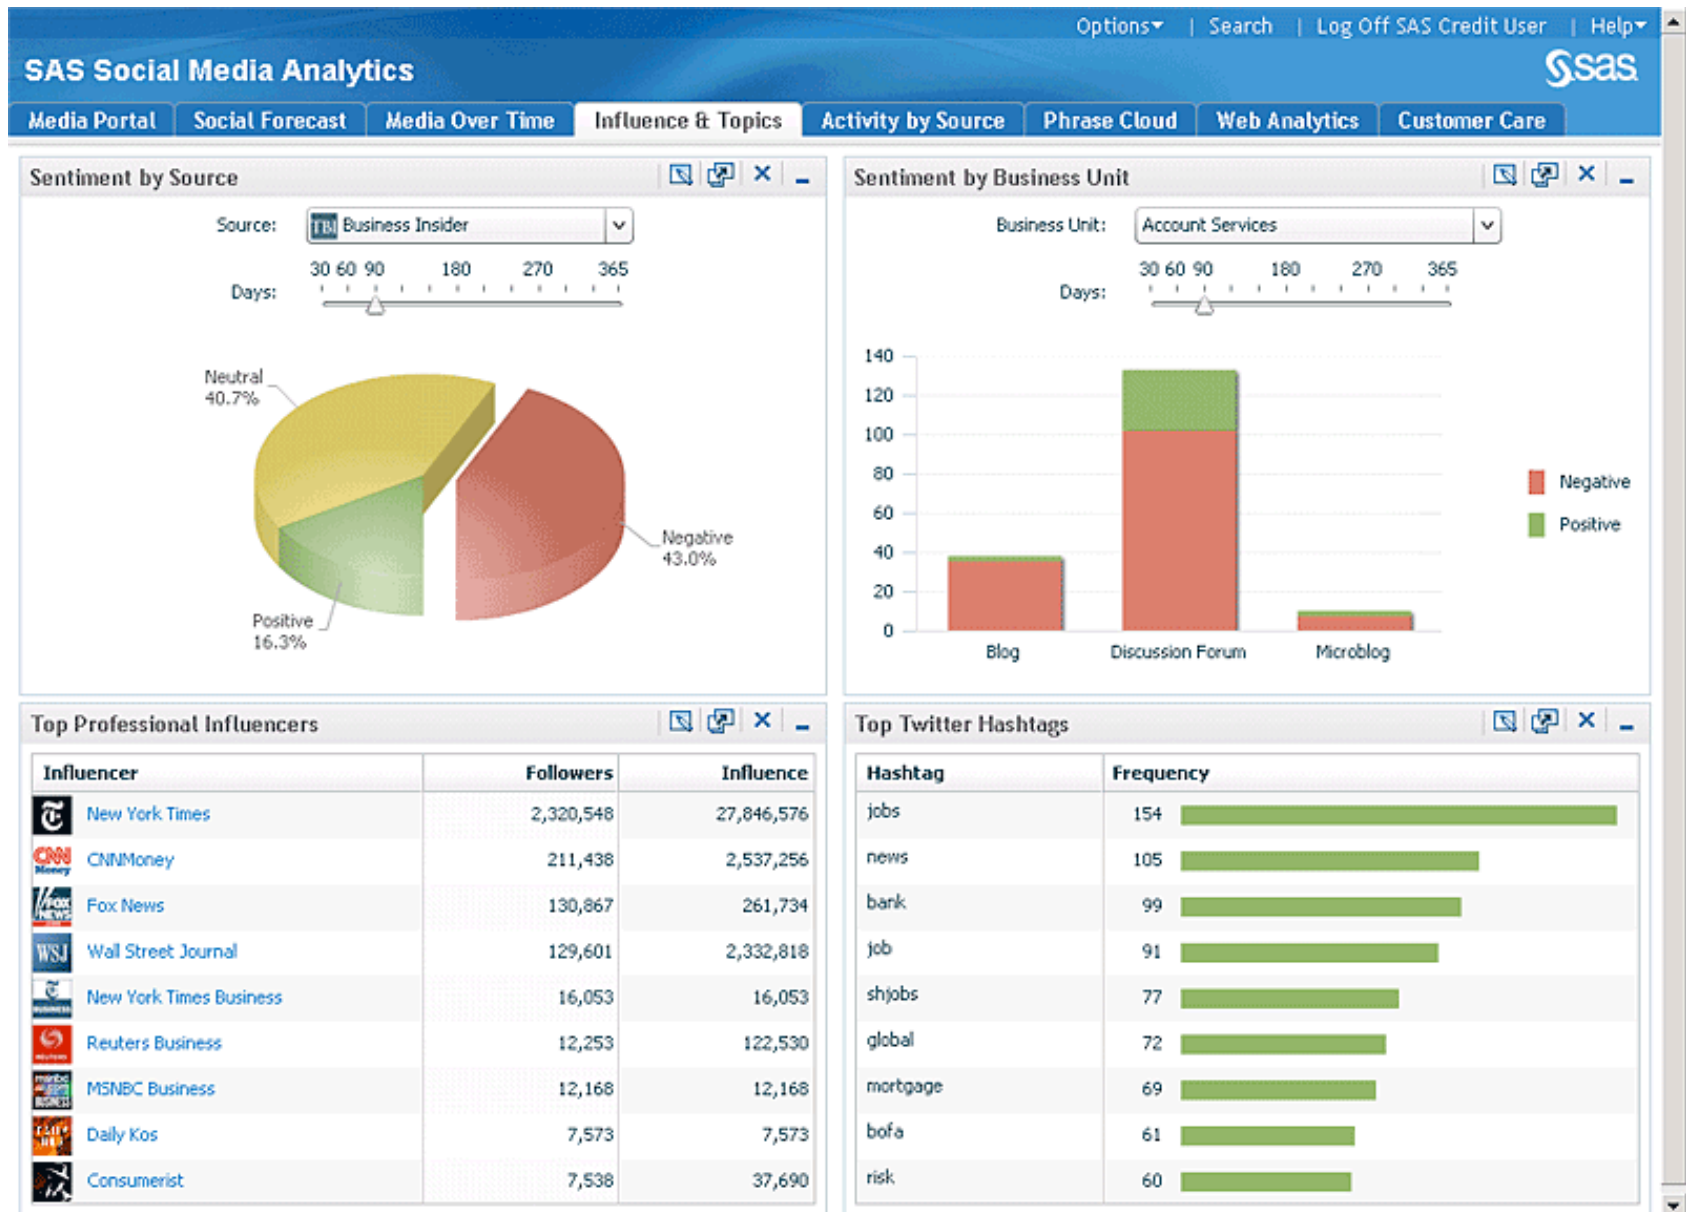 Options | Search | Log Off SAS Credit User | Help
SAS Social Media Analytics
sas
Media Portal Social Forecast Media Over Time Influence & Topics Activity by Source Phrase Cloud Web Analytics Customer Care
Sentiment by Source
Source: TBI Business Insider
30 60 90 180 270 365
Days:
Neutral
40.7%
Negative
43.0%
Positive
16.3%
Sentiment by Business Unit
Business Unit: Account Services
30 60 90 180 270 365
Days:
140
120
100
80
60
40
20
0
Blog Discussion Forum Microblog
Negative
Positive
Top Professional Influencers
Influencer Followers Influence
New York Times 2,320,548 27,846,576
CNN Money CNNMoney 211,438 2,537,256
FOX NEWS Fox News 130,867 261,734
WSJ Wall Street Journal 129,601 2,332,818
BUSINESS New York Times Business 16,053 16,053
REUTERS Reuters Business 12,253 122,530
MSNBC Business 12,168 12,168
Daily Kos 7,573 7,573
Consumerist 7,538 37,690
Top Twitter Hashtags
Hashtag Frequency
jobs 154
news 105
bank 99
job 91
shjobs 77
global 72
mortgage 69
bofa 61
risk 60